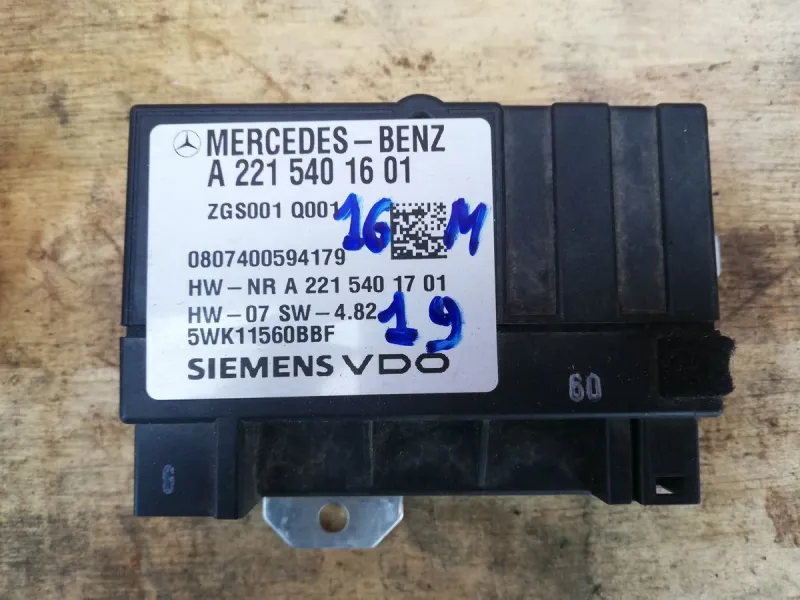 MERCEDES-BENZ
A 221 540 16 01
ZGS001 Q001
16 M
0807400594179
HW-NR A 221 540 17 01
HW-07 SW-4.82
19
5WK11560BBF
SIEMENS VDO
60
C